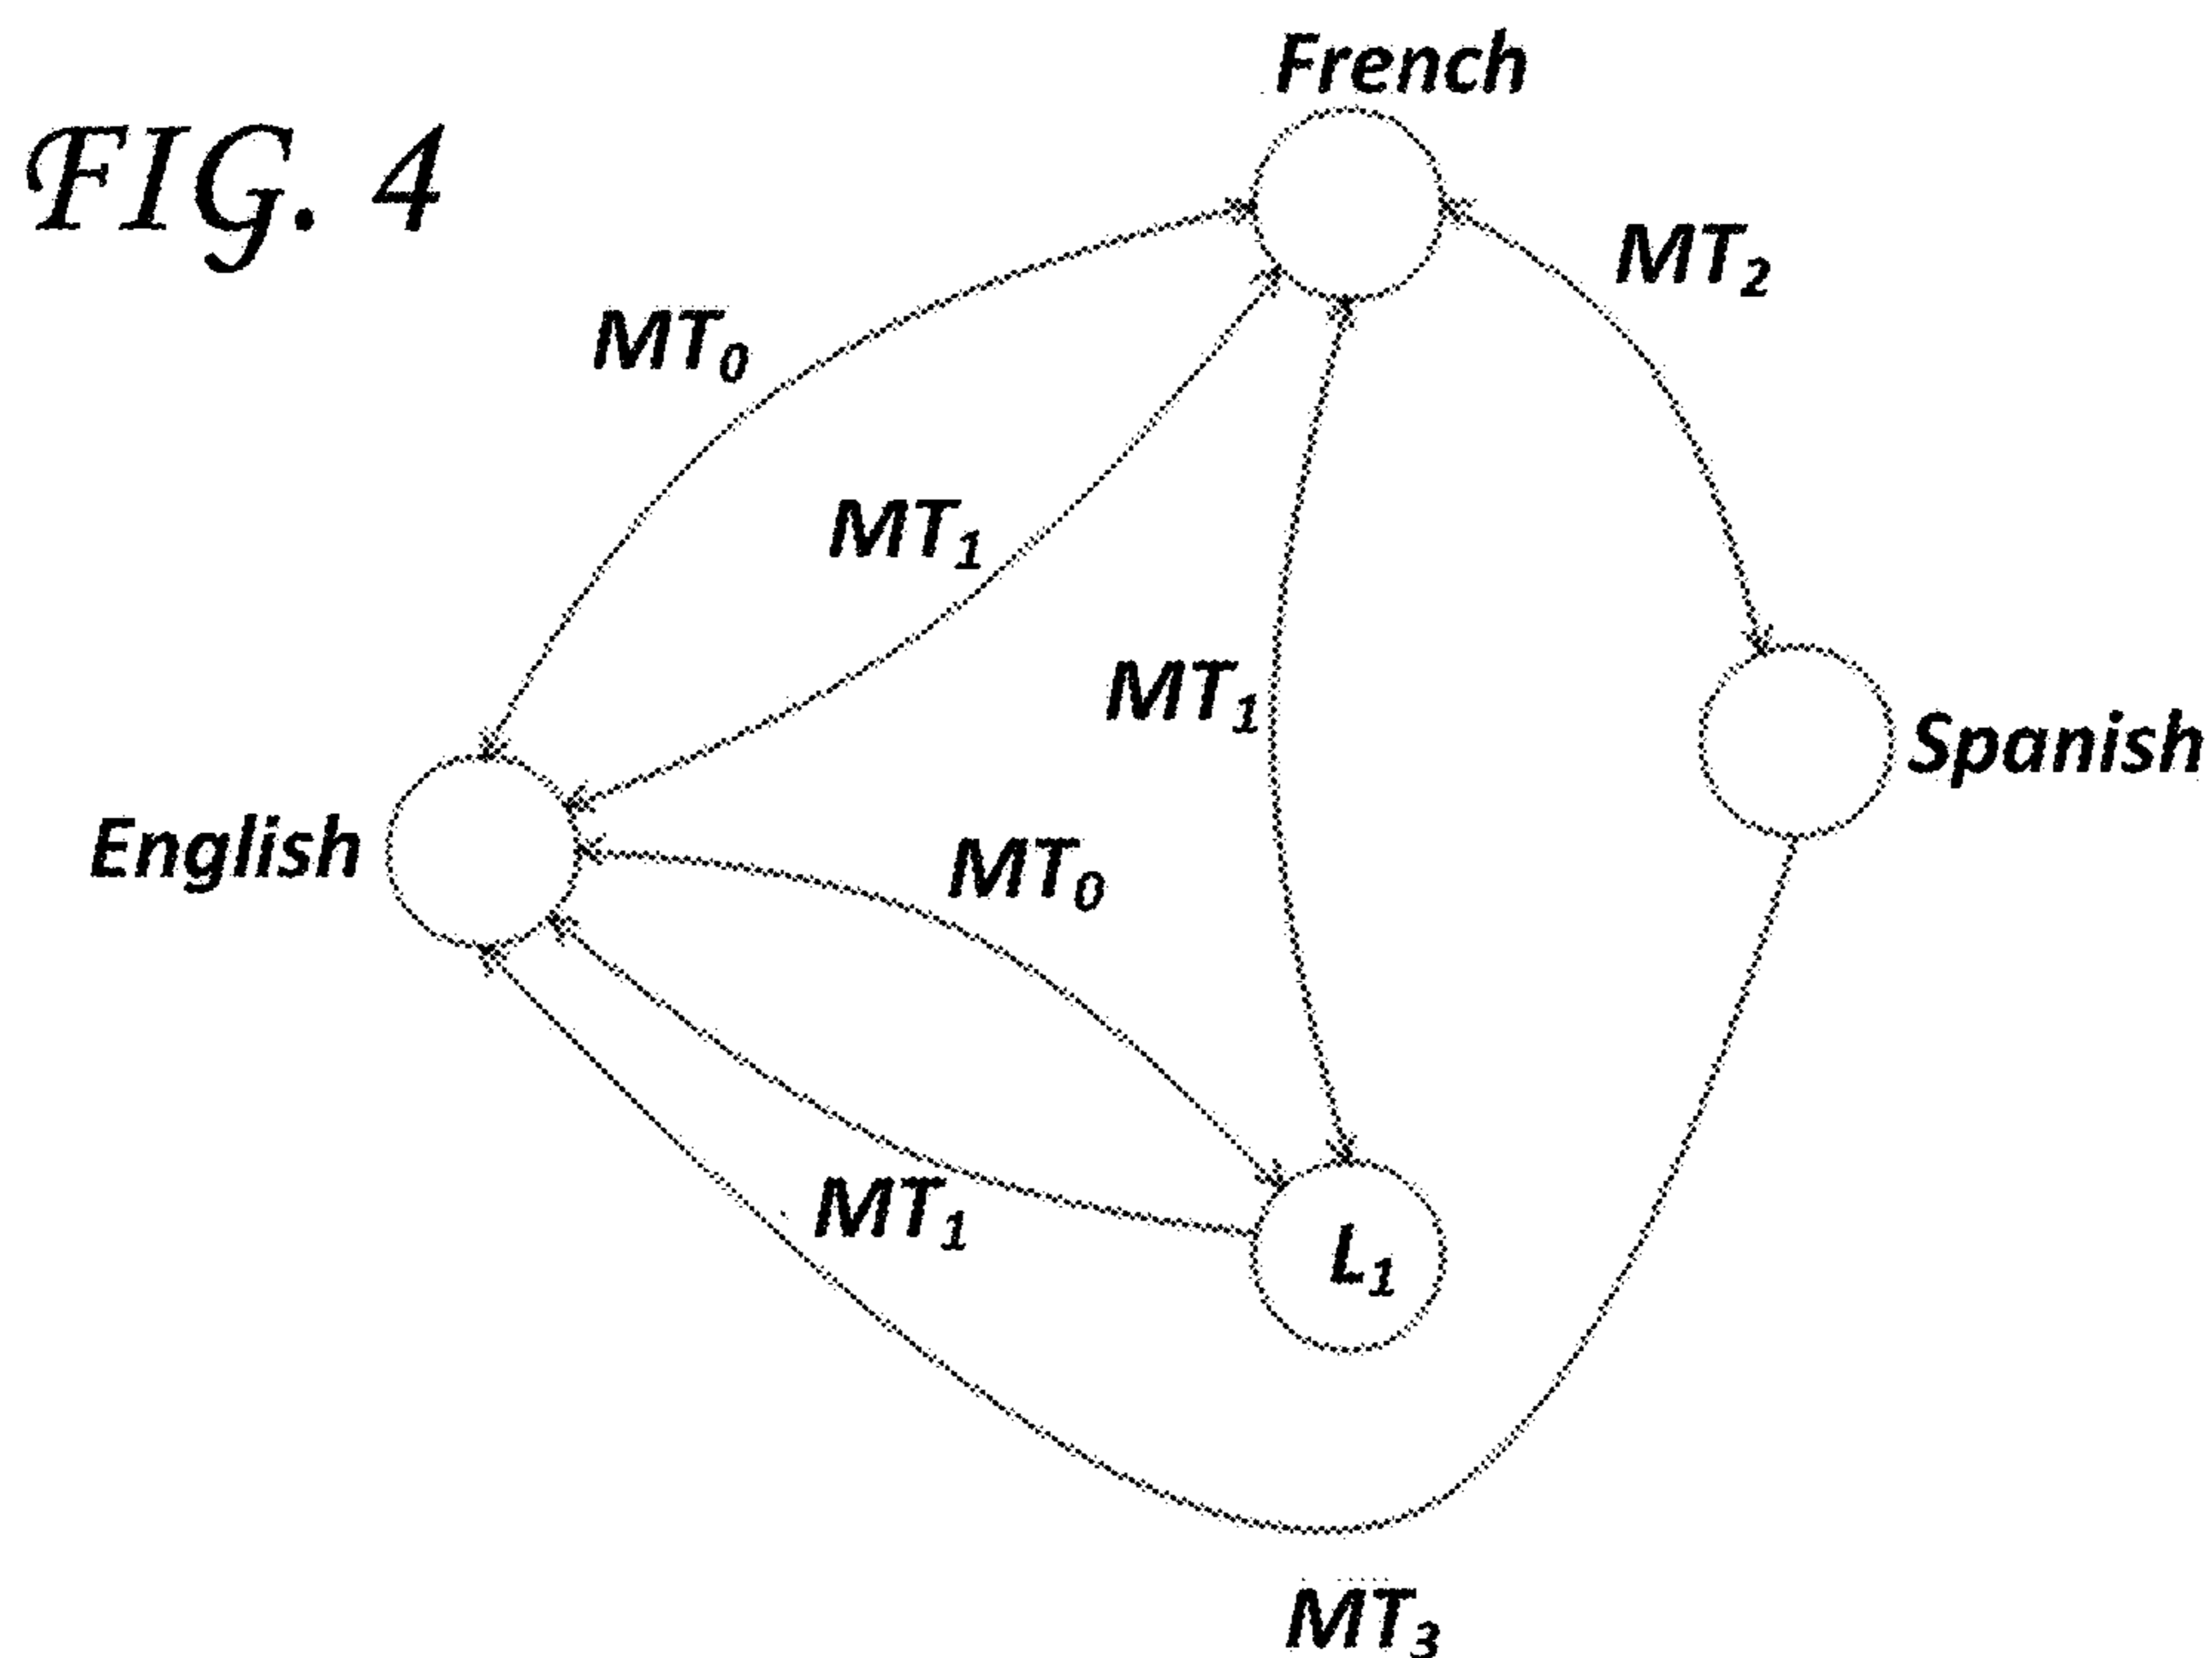 French
FIG. 4
MT₂
MT₀
MT₁
MT₁
Spanish
English
MT₀
MT₁
L₁
MT₃